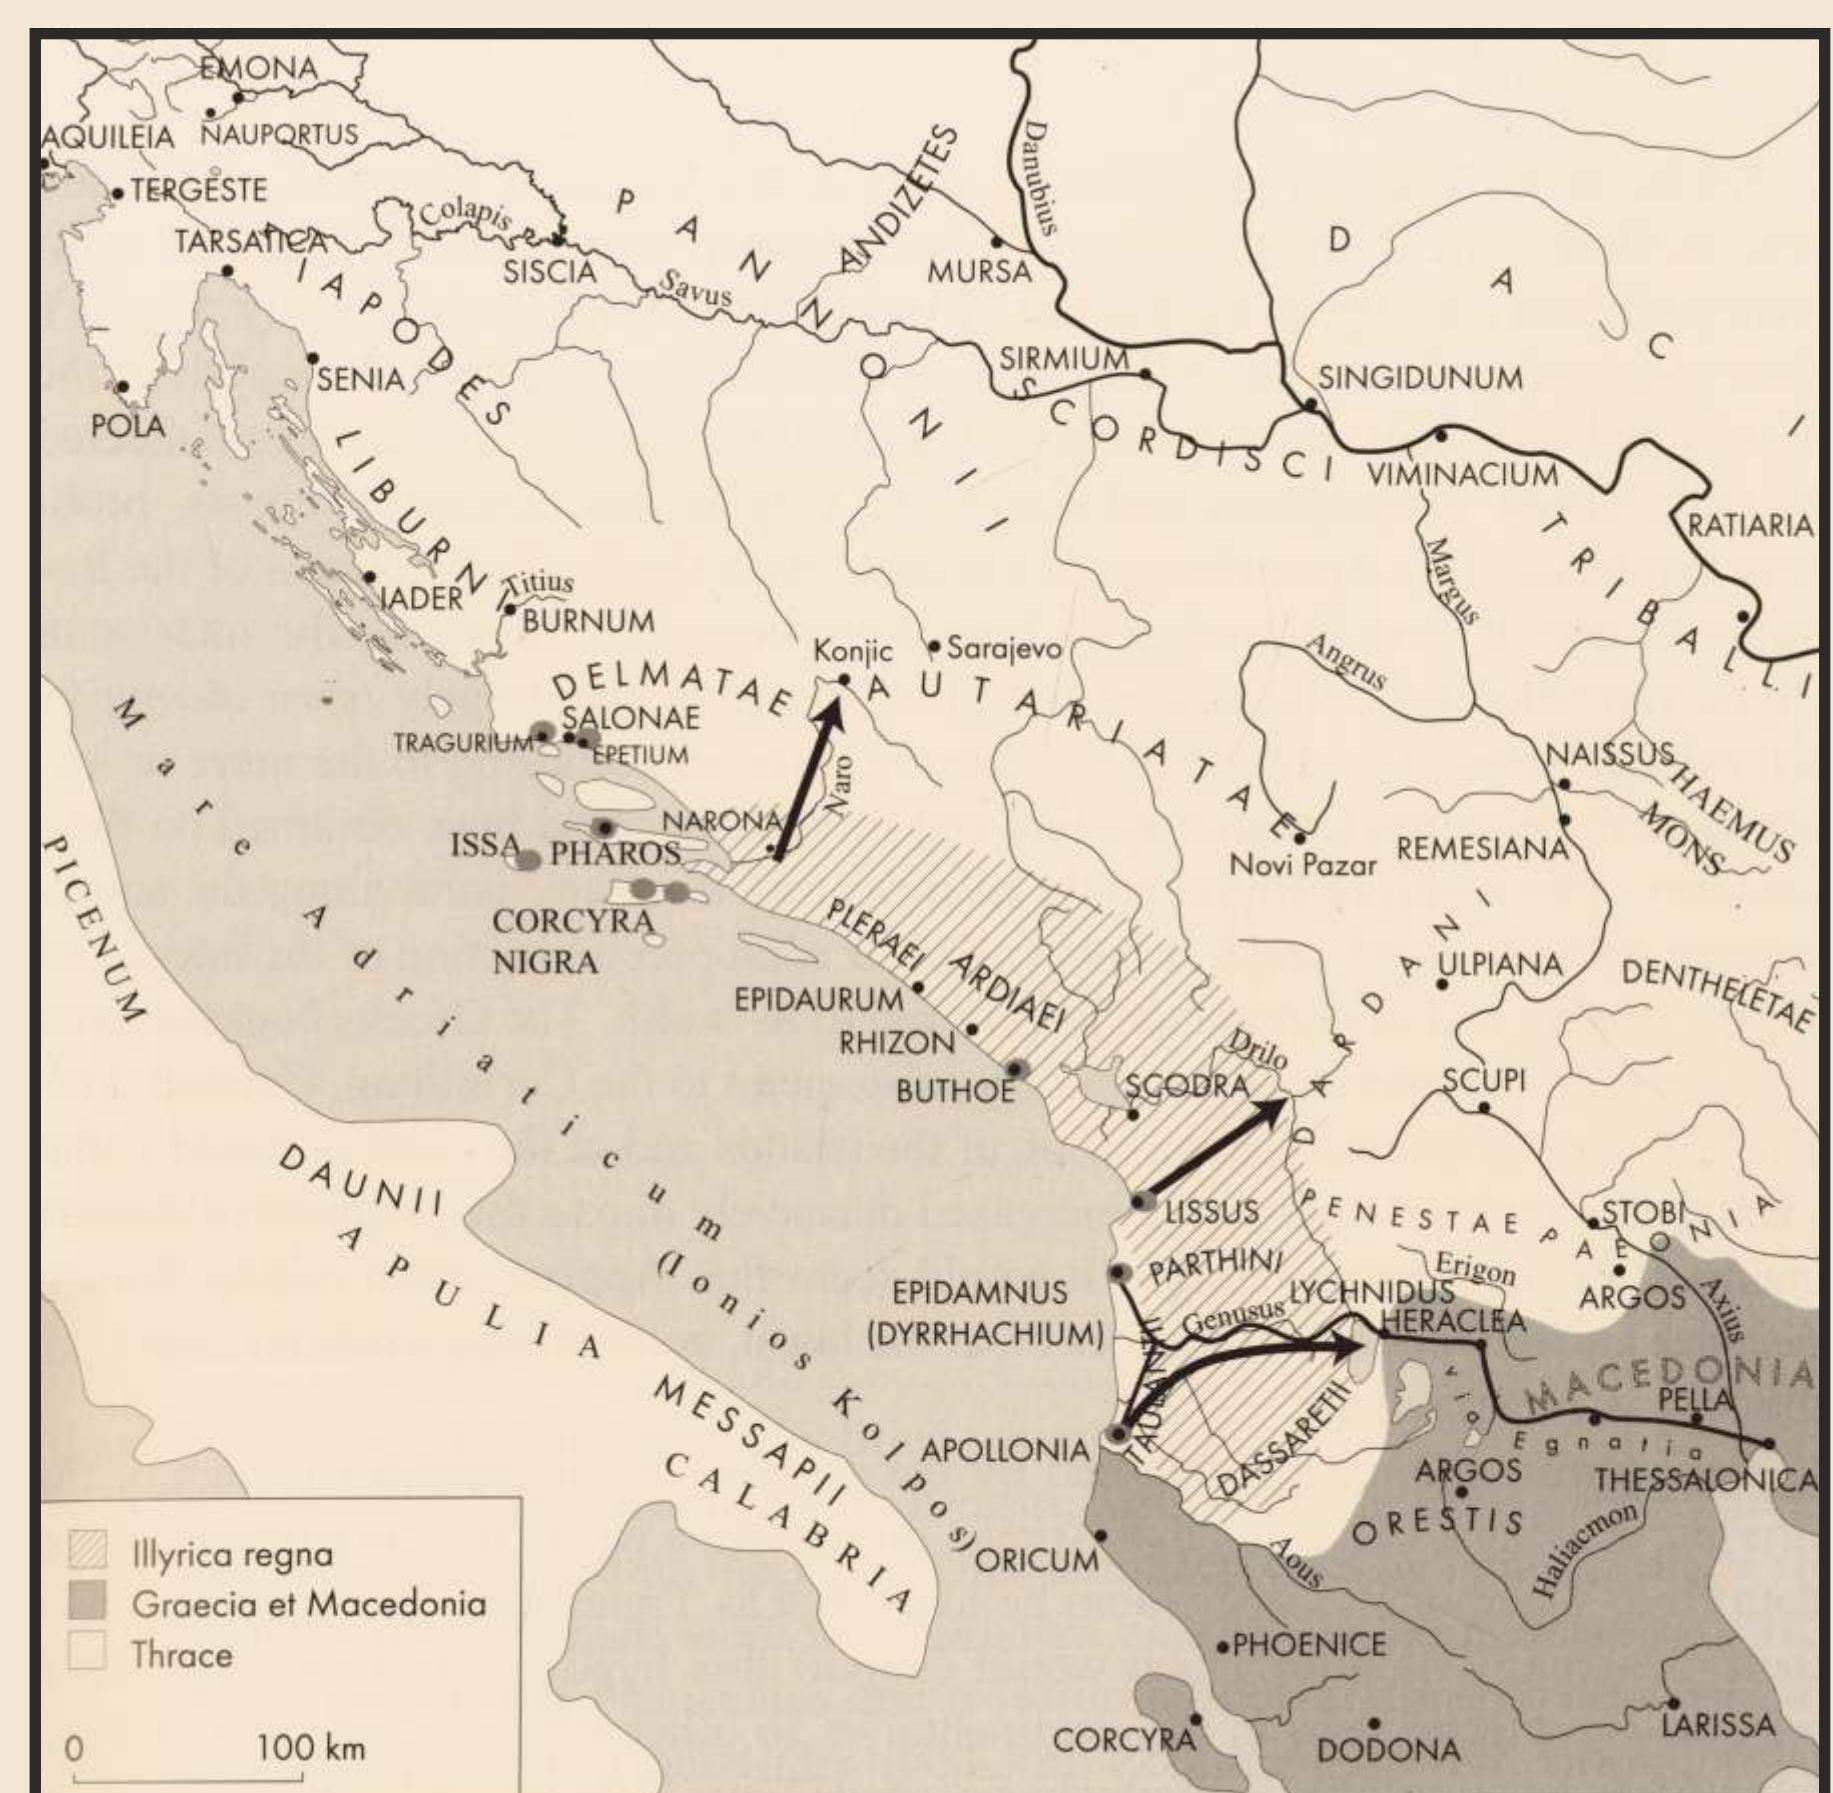 EMONA
AQUILEIA
NAUPORTUS
TERGESTE
TARSATICA
Colapis
SISCIA
PANNONII
Savus
ANDIZETES
MURSA
Danubius
DACI
IAPODES
SENIA
POLA
SIRMIUM
SCORDISCI
SINGIDUNUM
VIMINACIUM
RATIARIA
TRIBALLI
Margus
LIBURNI
IADER
Titius
BURNUM
Konjic
Sarajevo
DELMATAE
AUTARIATAE
Angrus
SALONAE
TRAGURIUM
EPETIUM
Naro
NARONA
ISSA
PHAROS
CORCYRA
NIGRA
NAISSUS
HAEMUS
MONS
REMESIANA
Novi Pazar
PICENUM
Mare Adriaticum
(Ionios Kolpos)
PLERAEI
ARDIAEI
EPIDAURUM
RHIZON
BUTHOE
SCODRA
Drilo
DARDANI
ULPIANA
DENTHELETAE
SCUPI
LISSUS
PENESTAE
PAEONIA
STOBI
ARGOS
Axius
Erigon
PARTHINI
EPIDAMNUS
(DYRRHACHIUM)
Genusus
LYCHNIDUS
HERACLEA
TAULANTII
DASSARETII
APOLLONIA
MACEDONIA
PELLA
Via Egnatia
THESSALONICA
ARGOS
ORESTIS
Haliacmon
DAUNII
APULIA
MESSAPII
CALABRIA
ORICUM
Aous
PHOENICE
CORCYRA
DODONA
LARISSA
Illyrica regna
Graecia et Macedonia
Thrace
0 100 km